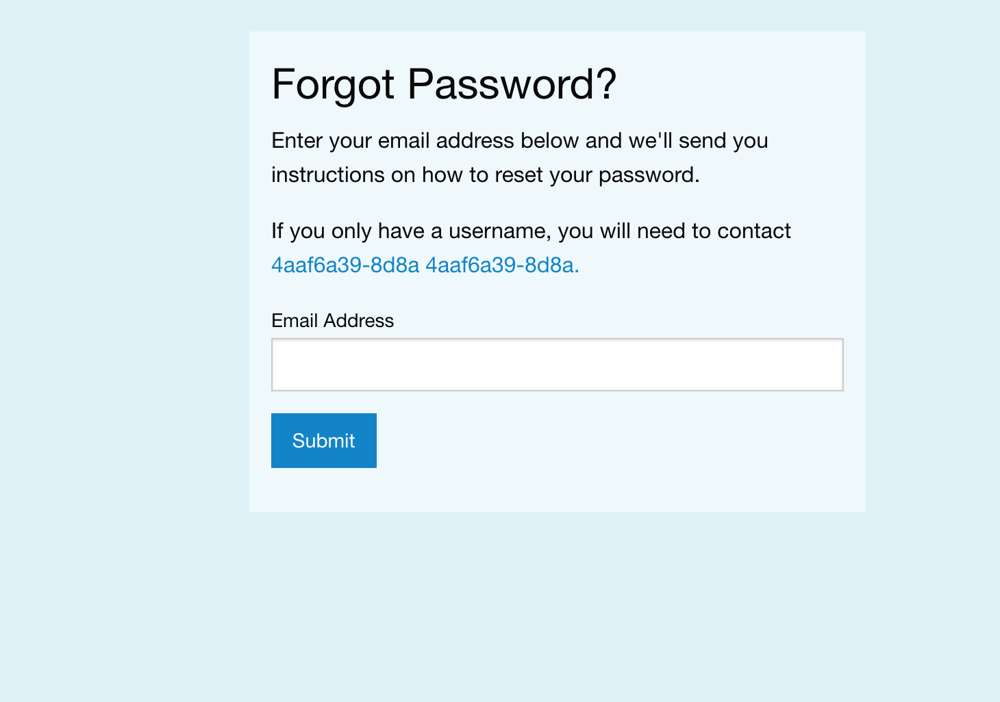 Forgot Password?
Enter your email address below and we'll send you
instructions on how to reset your password.
If you only have a username, you will need to contact
4aaf6a39-8d8a 4aaf6a39-8d8a.
Email Address
Submit